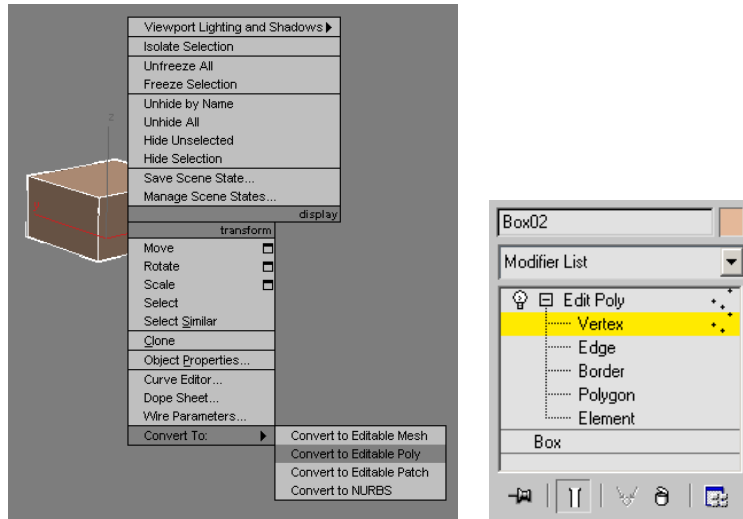 Viewport Lighting and Shadows
Isolate Selection
Unfreeze All
Freeze Selection
Unhide by Name
Unhide All
Hide Unselected
Hide Selection
Save Scene State...
Manage Scene States...
display
transform
Move
Rotate
Scale
Select
Select Similar
Clone
Object Properties...
Curve Editor...
Dope Sheet...
Wire Parameters...
Convert To:
Convert to Editable Mesh
Convert to Editable Poly
Convert to Editable Patch
Convert to NURBS
z
Box02
Modifier List
Edit Poly
Vertex
Edge
Border
Polygon
Element
Box